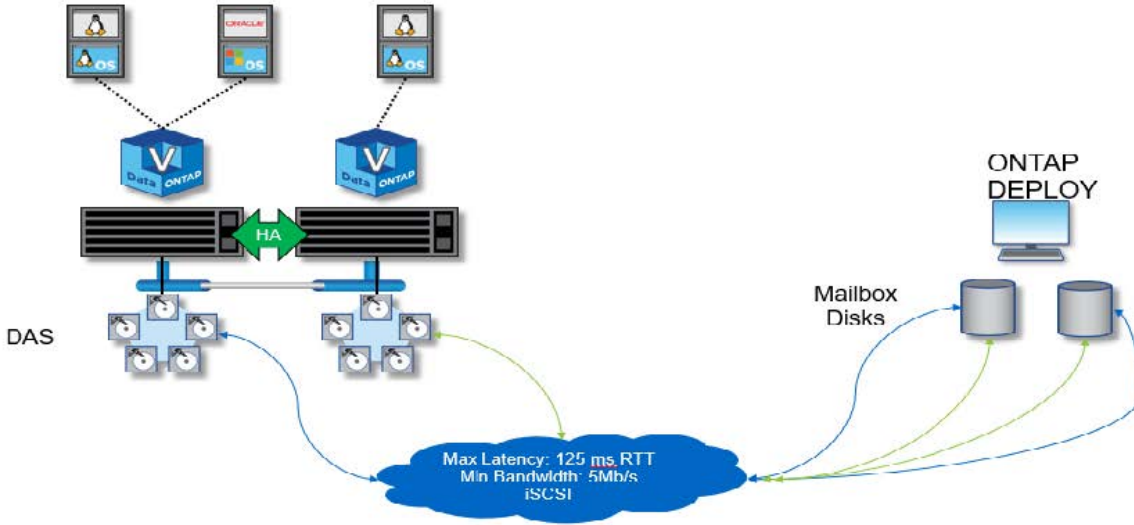 ORACLE
OS
OS
OS
V
Data ONTAP
V
Data ONTAP
HA
ONTAP
DEPLOY
Mailbox
Disks
DAS
Max Latency: 125 ms RTT
Min Bandwidth: 5Mb/s
iSCSI